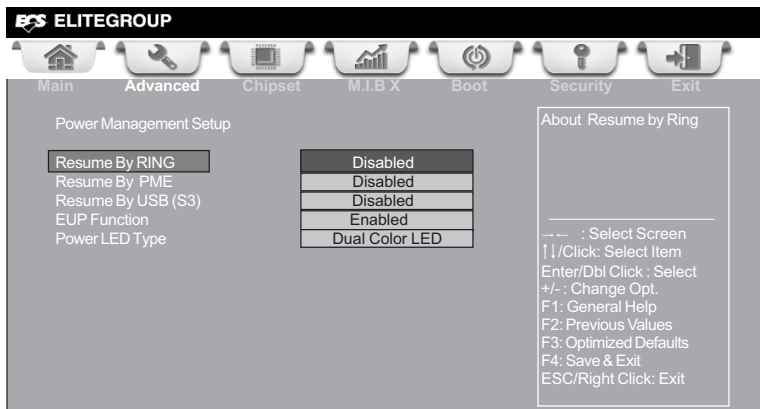 ECS ELITEGROUP
Main Advanced Chipset M.I.B X Boot Security Exit
Power Management Setup
Resume By RING Disabled
Resume By PME Disabled
Resume By USB (S3) Disabled
EUP Function Enabled
Power LED Type Dual Color LED
About Resume by Ring
→← : Select Screen
↑↓/Click: Select Item
Enter/Dbl Click : Select
+/- : Change Opt.
F1: General Help
F2: Previous Values
F3: Optimized Defaults
F4: Save & Exit
ESC/Right Click: Exit